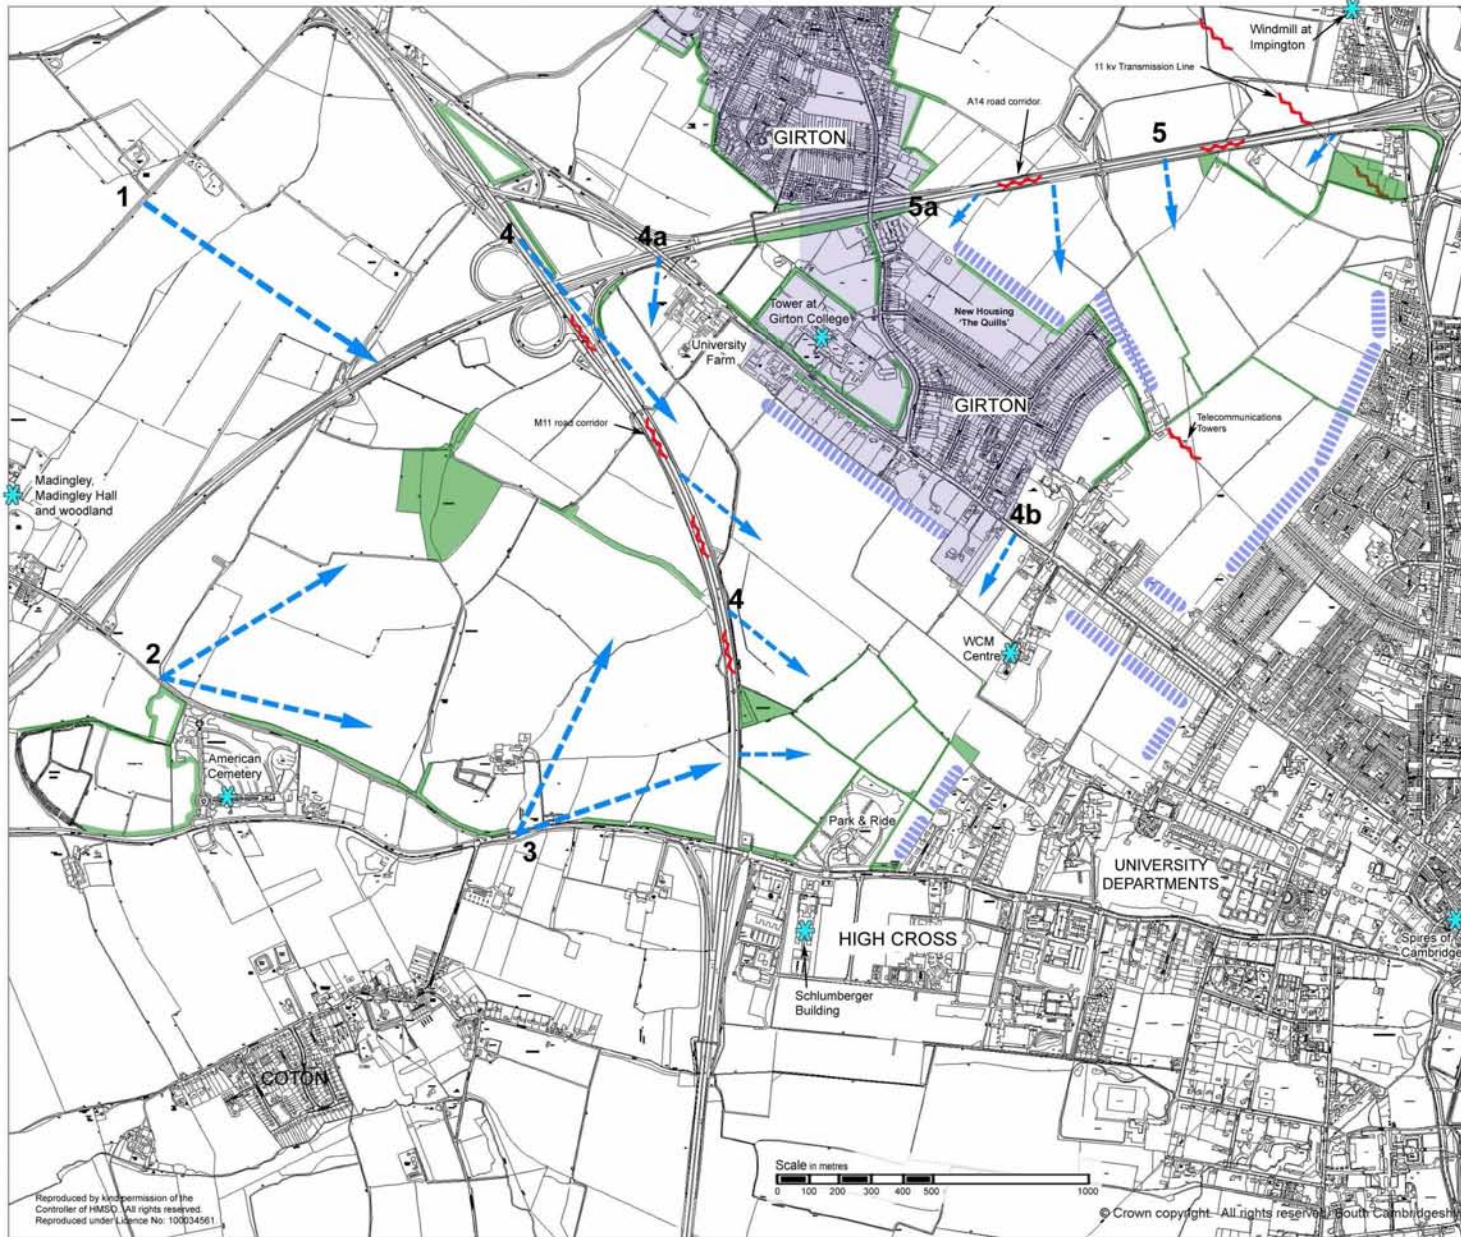 Windmill at
Impington
11 kv Transmission Line
A14 road corridor
GIRTON
5
1
5a
4
4a
Tower at
Girton College
New Housing
'The Quills'
University
Farm
GIRTON
M11 road corridor
Telecommunications
Towers
Madingley,
Madingley Hall
and woodland
4b
4
WCM
Centre
2
American
Cemetery
Park & Ride
3
UNIVERSITY
DEPARTMENTS
HIGH CROSS
Spires of
Cambridge
Schlumberger
Building
COTON
Scale in metres
0 100 200 300 400 500 1000
Reproduced by kind permission of the
Controller of HMSO. All rights reserved.
Reproduced under Licence No: 100034561
© Crown copyright. All rights reserved South Cambridgeshi